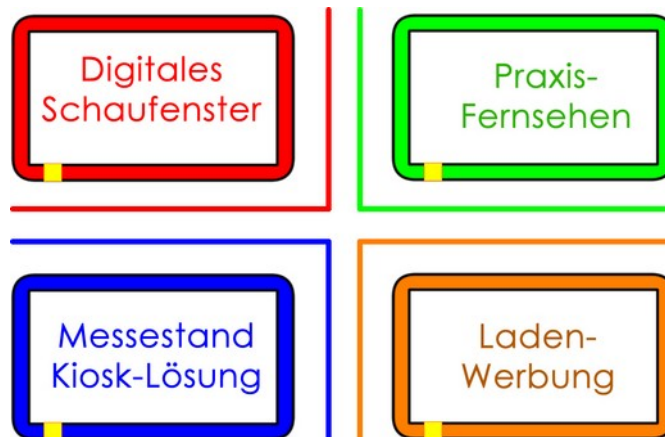 Digitales
Schaufenster
Praxis-
Fernsehen
Messestand
Kiosk-Lösung
Laden-
Werbung